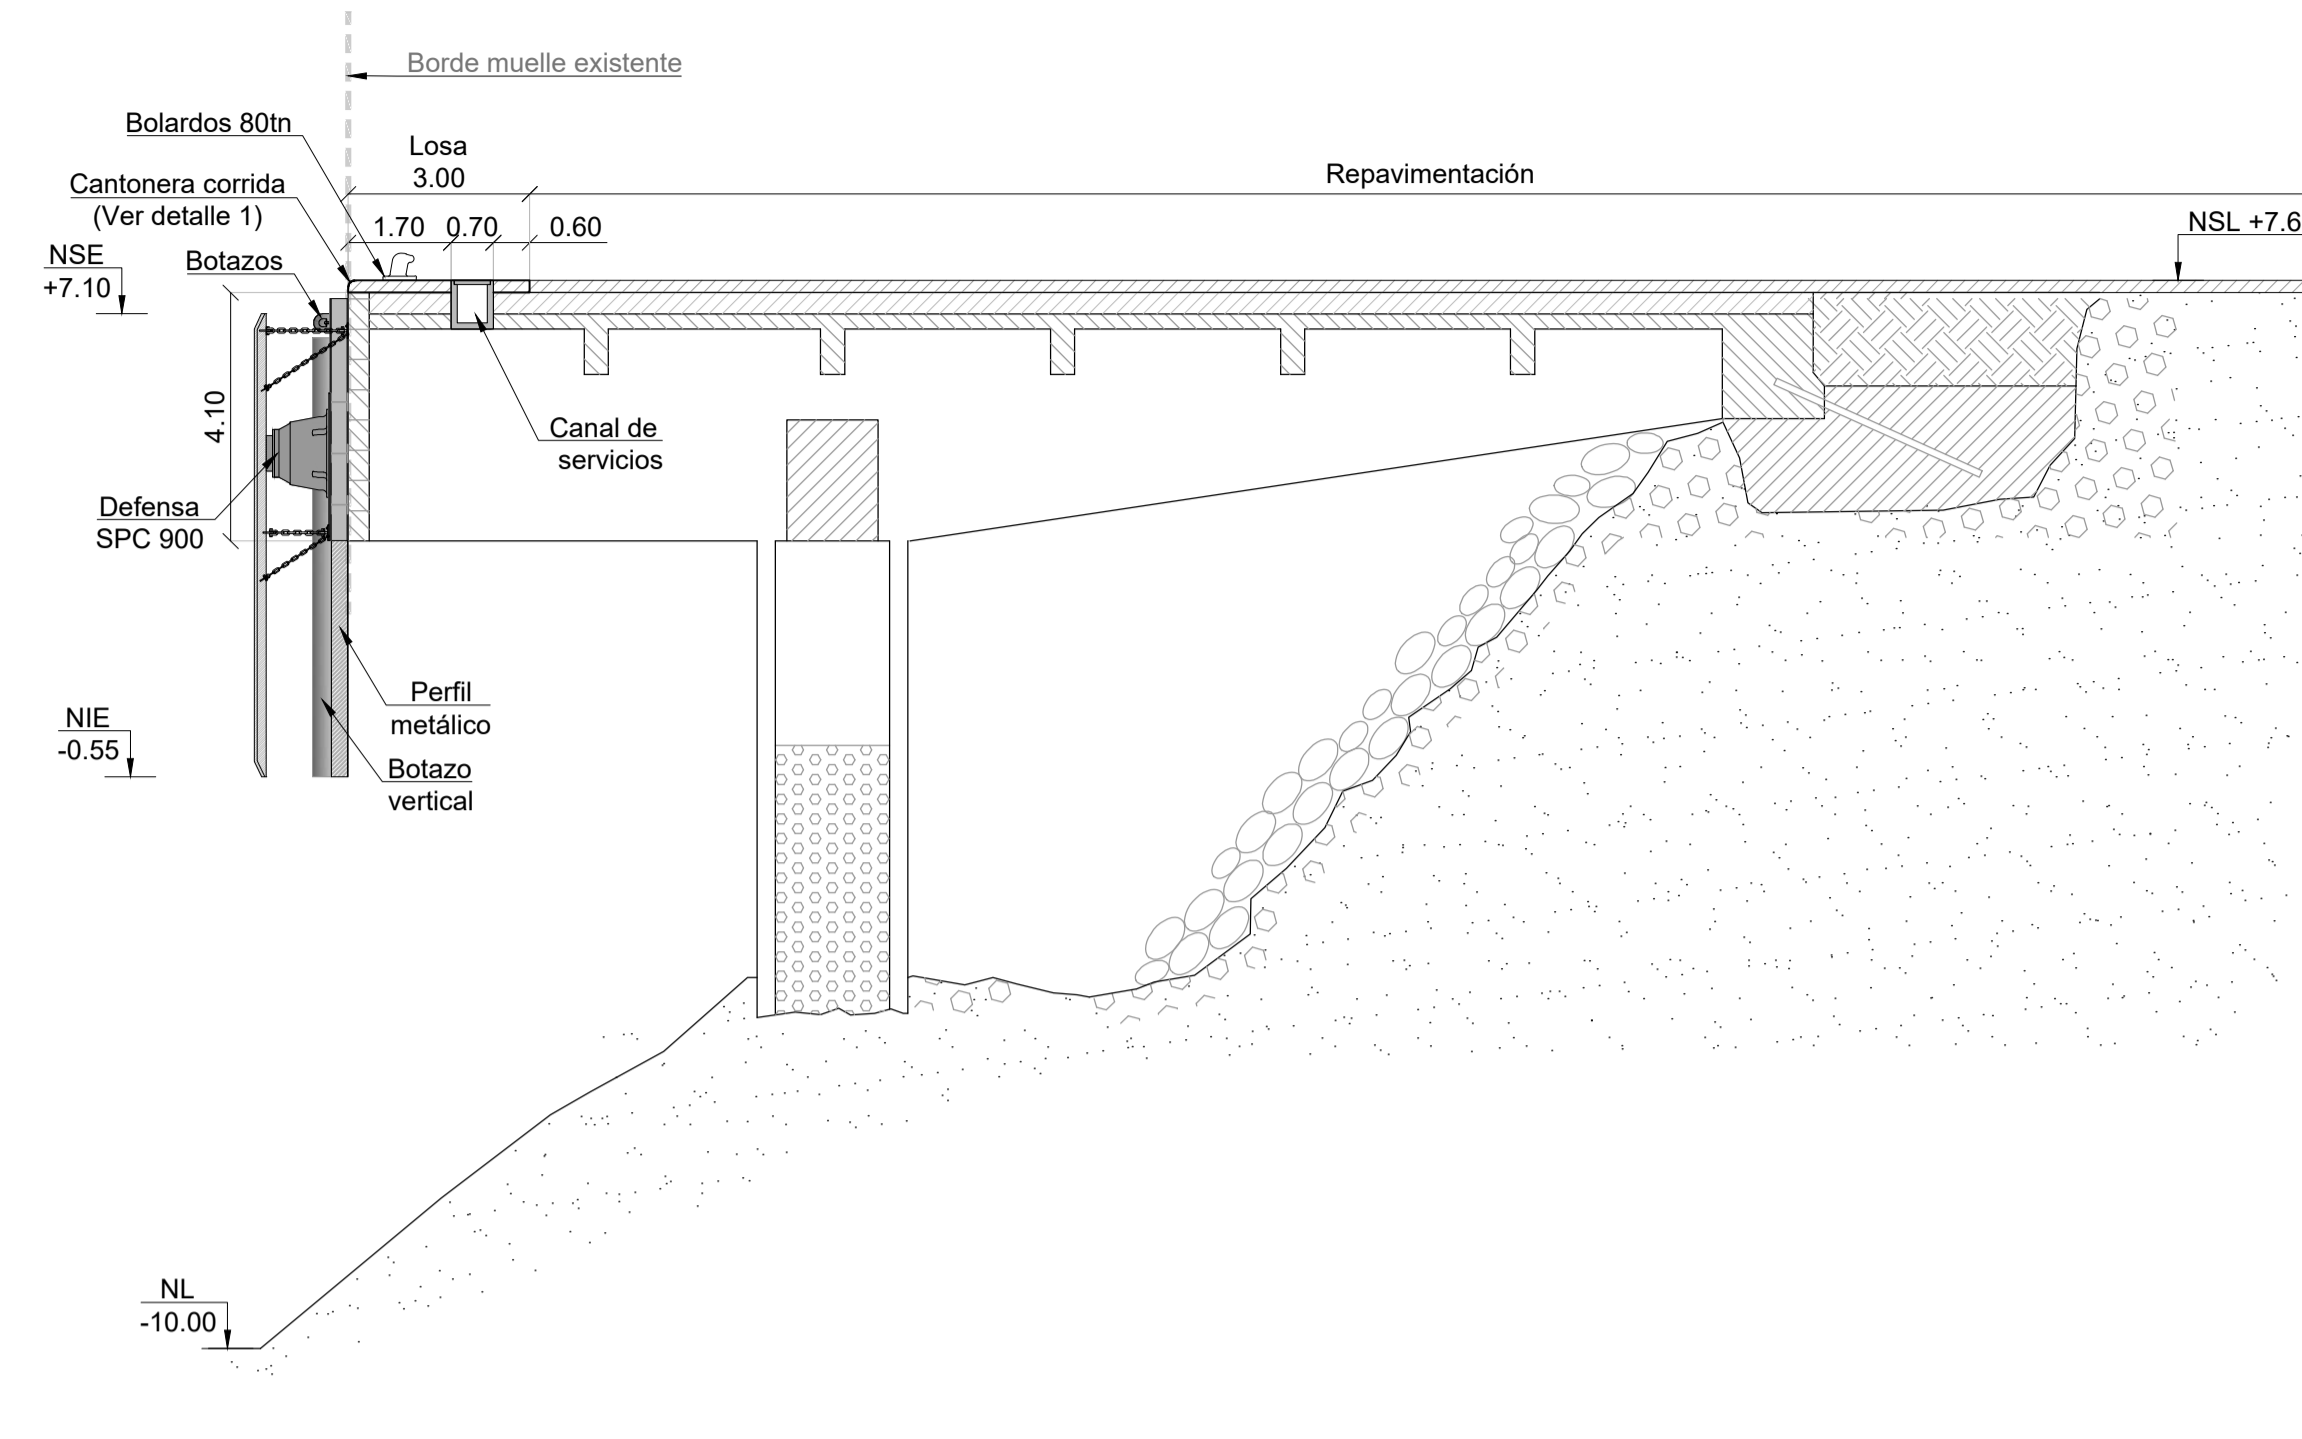 Borde muelle existente
Bolardos 80tn
Losa
3.00
Repavimentación
Cantonera corrida
(Ver detalle 1)
1.70 0.70 0.60
NSL +7.6
NSE
+7.10
Botazos
4.10
Canal de
servicios
Defensa
SPC 900
Perfil
metálico
NIE
-0.55
Botazo
vertical
NL
-10.00